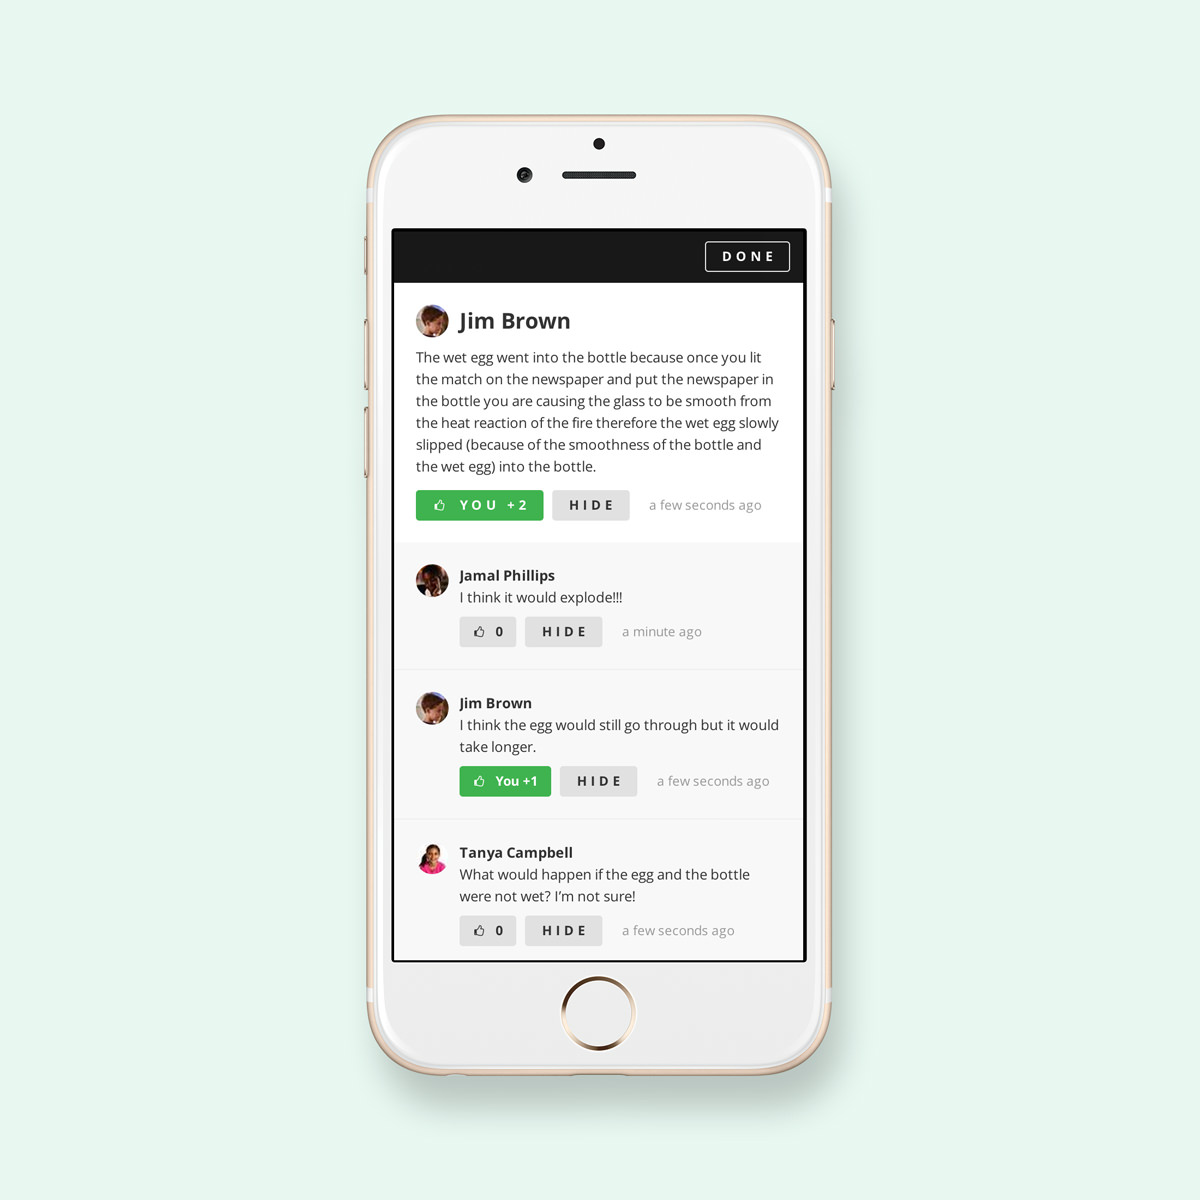 DONE
Jim Brown
The wet egg went into the bottle because once you lit
the match on the newspaper and put the newspaper in
the bottle you are causing the glass to be smooth from
the heat reaction of the fire therefore the wet egg slowly
slipped (because of the smoothness of the bottle and
the wet egg) into the bottle.
YOU +2 HIDE a few seconds ago
Jamal Phillips
I think it would explode!!!
0 HIDE a minute ago
Jim Brown
I think the egg would still go through but it would
take longer.
You +1 HIDE a few seconds ago
Tanya Campbell
What would happen if the egg and the bottle
were not wet? I’m not sure!
0 HIDE a few seconds ago